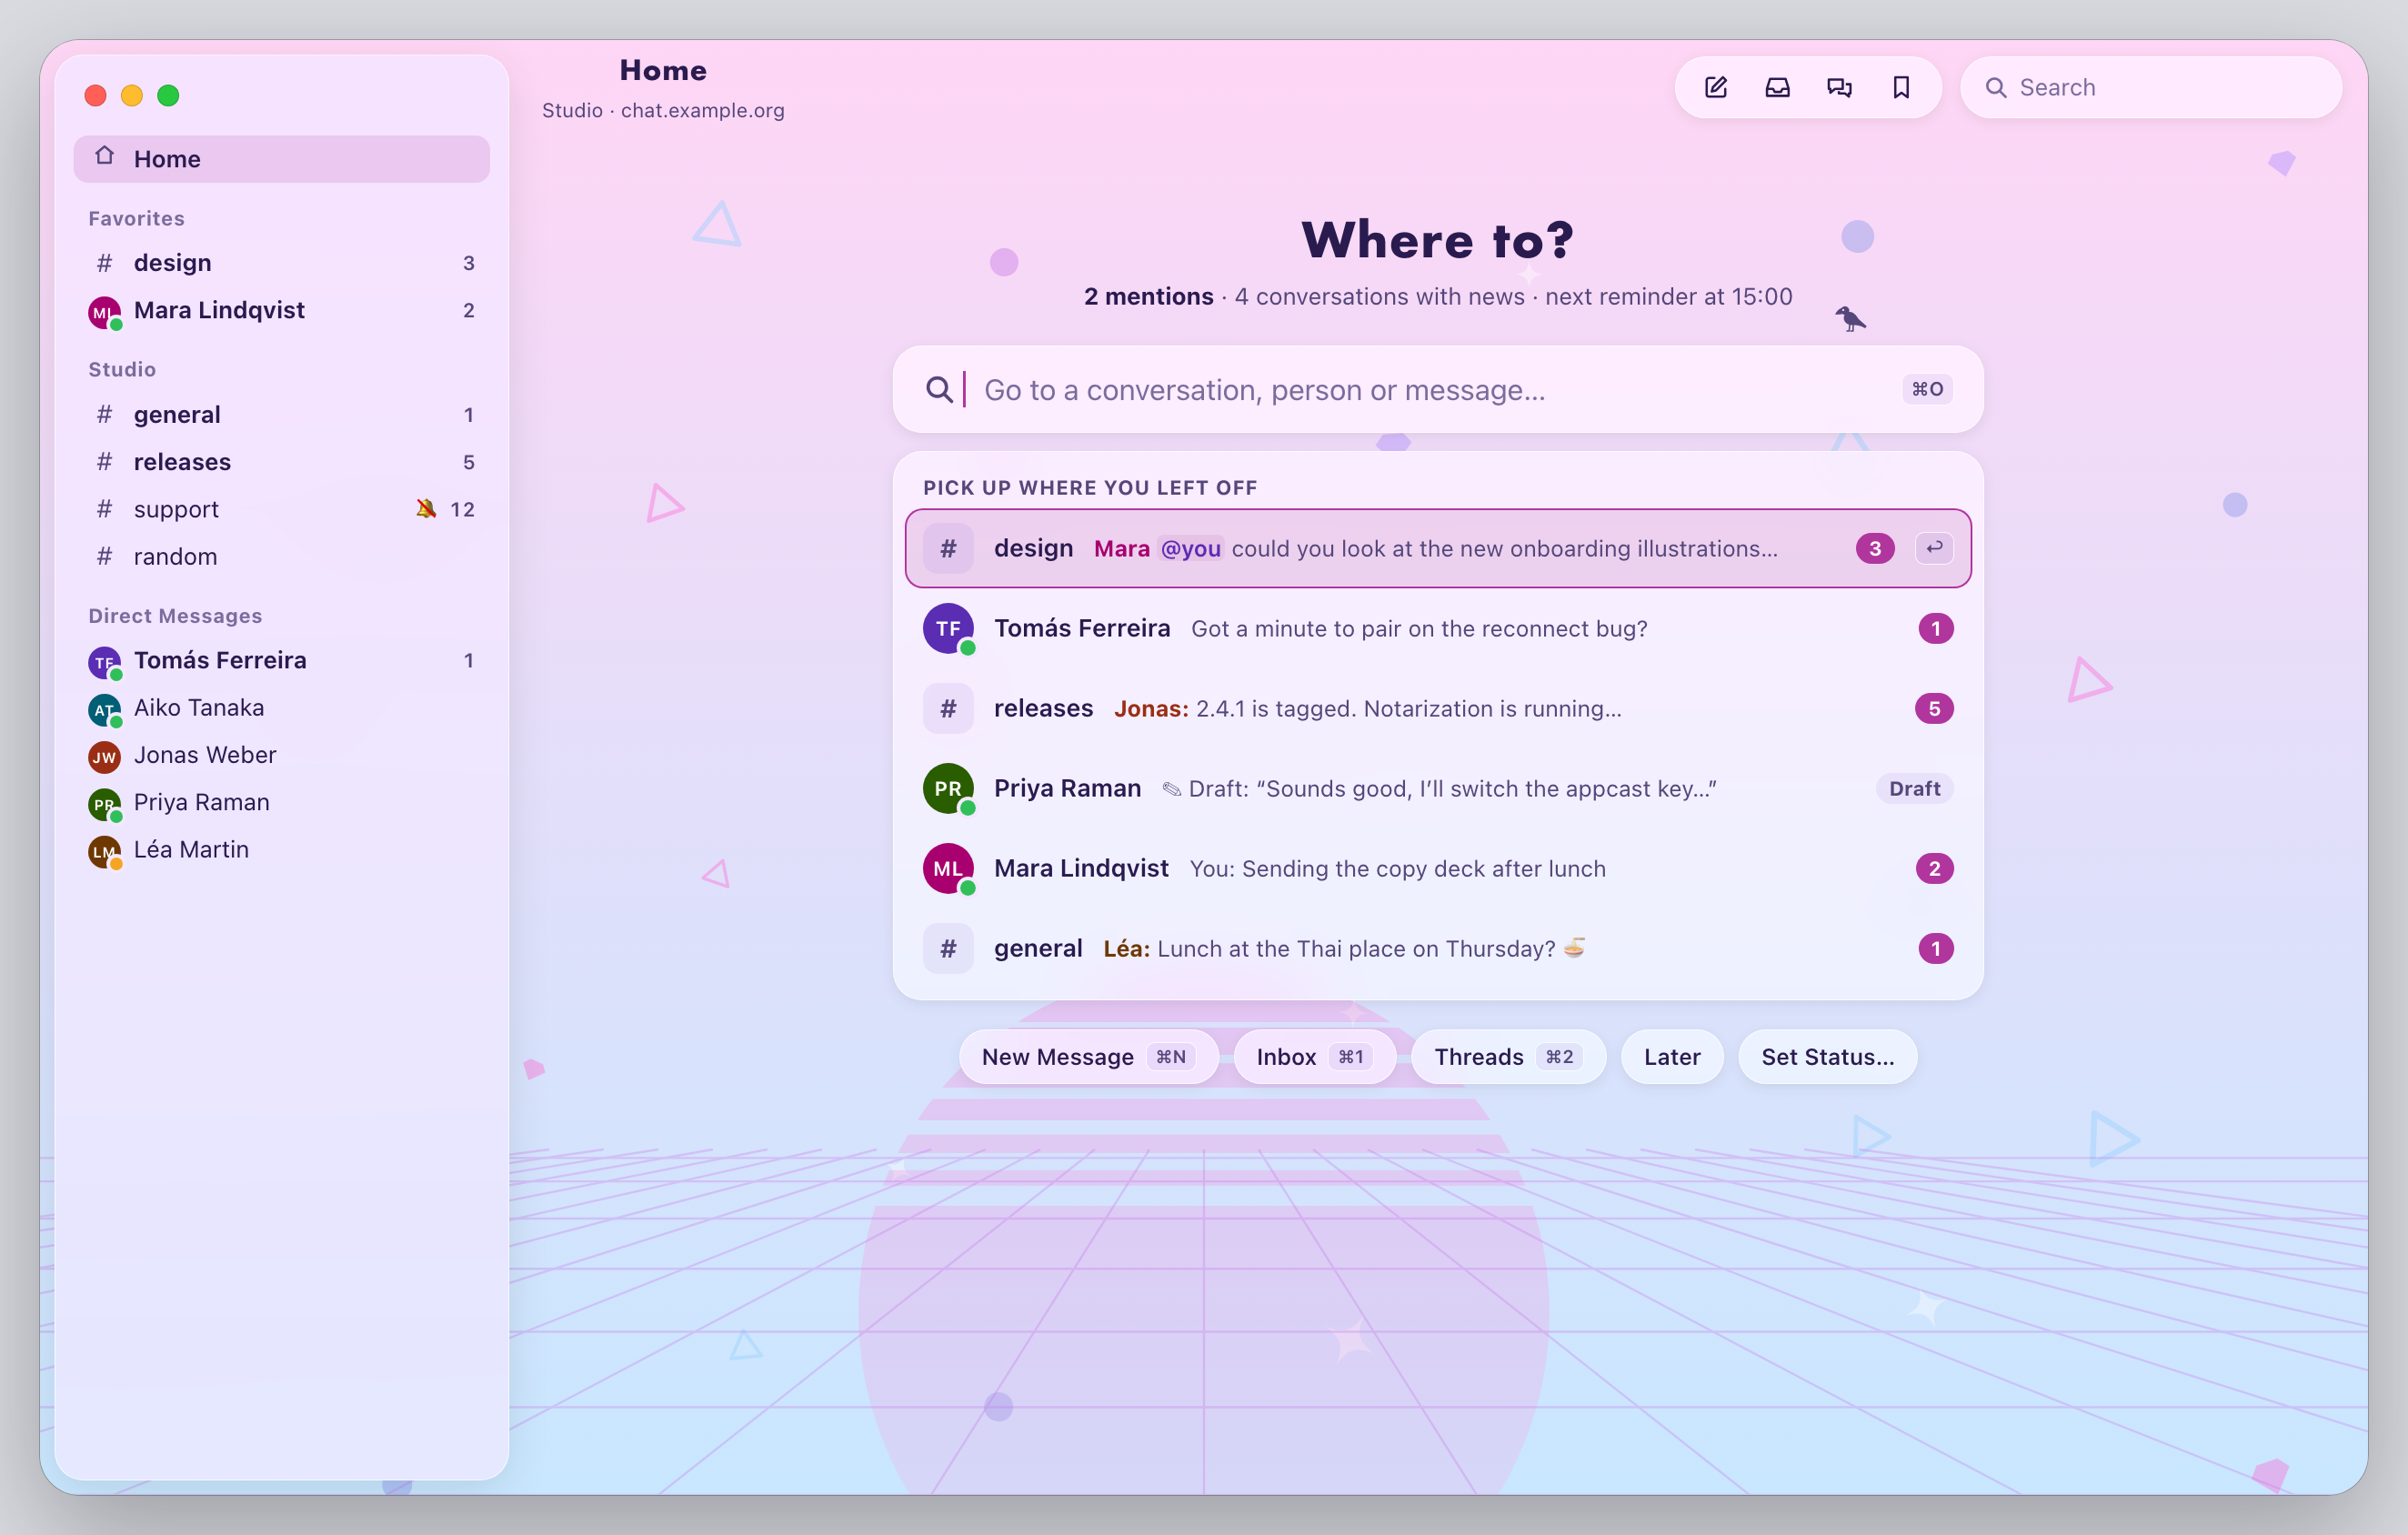 Home
Studio · chat.example.org
Search
Home
Favorites
# design 3
ML Mara Lindqvist 2
Studio
# general 1
# releases 5
# support 12
# random
Direct Messages
TF Tomás Ferreira 1
AT Aiko Tanaka
JW Jonas Weber
PR Priya Raman
LM Léa Martin
Where to?
2 mentions · 4 conversations with news · next reminder at 15:00
Go to a conversation, person or message… ⌘O
PICK UP WHERE YOU LEFT OFF
# design Mara @you could you look at the new onboarding illustrations… 3
TF Tomás Ferreira Got a minute to pair on the reconnect bug? 1
# releases Jonas: 2.4.1 is tagged. Notarization is running… 5
PR Priya Raman ✎ Draft: “Sounds good, I’ll switch the appcast key…” Draft
ML Mara Lindqvist You: Sending the copy deck after lunch 2
# general Léa: Lunch at the Thai place on Thursday? 🍜 1
New Message ⌘N Inbox ⌘1 Threads ⌘2 Later Set Status…